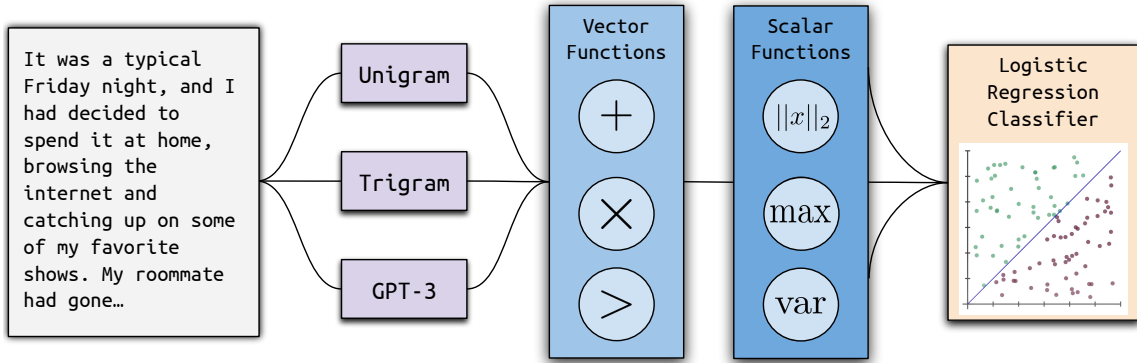 It was a typical
Friday night, and I
had decided to
spend it at home,
browsing the
internet and
catching up on some
of my favorite
shows. My roommate
had gone…
Unigram
Trigram
GPT-3
Vector
Functions
+
×
>
Scalar
Functions
||x||₂
max
var
Logistic
Regression
Classifier